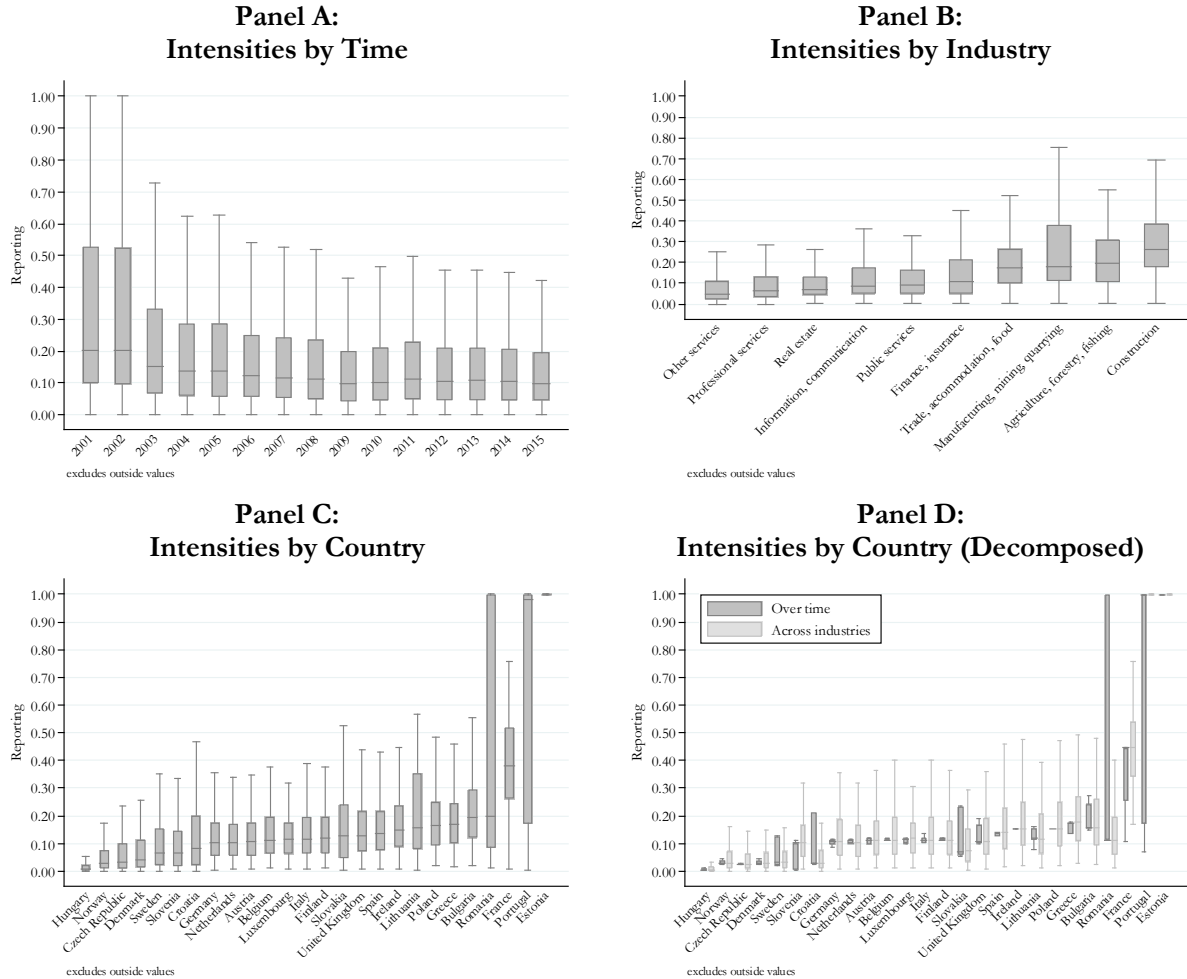 Panel A:
Intensities by Time
Reporting
1.00
0.90
0.80
0.70
0.60
0.50
0.40
0.30
0.20
0.10
0.00
2001
2002
2003
2004
2005
2006
2007
2008
2009
2010
2011
2012
2013
2014
2015
excludes outside values
Panel B:
Intensities by Industry
Reporting
1.00
0.90
0.80
0.70
0.60
0.50
0.40
0.30
0.20
0.10
0.00
Other services
Professional services
Real estate
Information, communication
Public services
Finance, insurance
Trade, accommodation, food
Manufacturing, mining, quarrying
Agriculture, forestry, fishing
Construction
excludes outside values
Panel C:
Intensities by Country
Reporting
1.00
0.90
0.80
0.70
0.60
0.50
0.40
0.30
0.20
0.10
0.00
Hungary
Norway
Czech Republic
Denmark
Sweden
Slovenia
Croatia
Germany
Netherlands
Austria
Belgium
Luxembourg
Italy
Finland
Slovakia
United Kingdom
Spain
Ireland
Lithuania
Poland
Greece
Bulgaria
Romania
France
Portugal
Estonia
excludes outside values
Panel D:
Intensities by Country (Decomposed)
Over time
Across industries
Reporting
1.00
0.90
0.80
0.70
0.60
0.50
0.40
0.30
0.20
0.10
0.00
Hungary
Norway
Czech Republic
Denmark
Sweden
Slovenia
Croatia
Germany
Netherlands
Austria
Belgium
Luxembourg
Italy
Finland
Slovakia
United Kingdom
Spain
Ireland
Lithuania
Poland
Greece
Bulgaria
Romania
France
Portugal
Estonia
excludes outside values